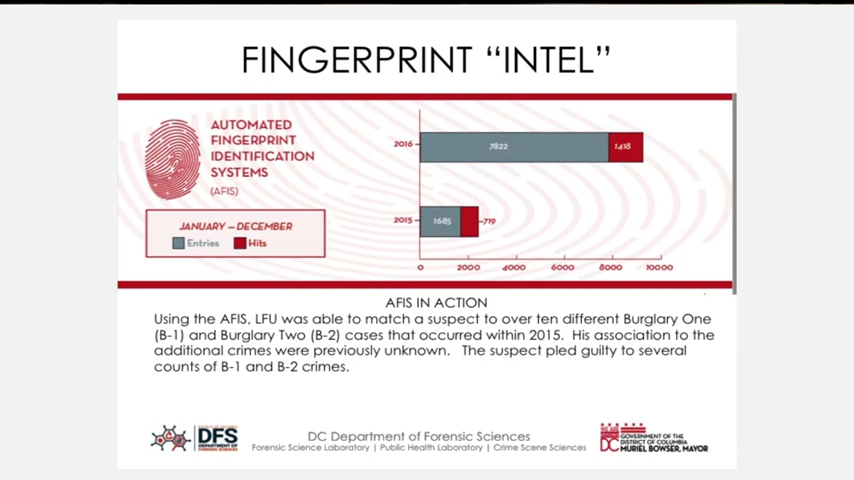 FINGERPRINT “INTEL”
AUTOMATED
FINGERPRINT
IDENTIFICATION
SYSTEMS
(AFIS)
JANUARY – DECEMBER
Entries Hits
2016
7822
1418
2015
1685
719
0 2000 4000 6000 8000 10000
AFIS IN ACTION
Using the AFIS, LFU was able to match a suspect to over ten different Burglary One
(B-1) and Burglary Two (B-2) cases that occurred within 2015. His association to the
additional crimes were previously unknown. The suspect pled guilty to several
counts of B-1 and B-2 crimes.
DFS
DEPARTMENT OF
FORENSIC SCIENCES
DC Department of Forensic Sciences
Forensic Science Laboratory | Public Health Laboratory | Crime Scene Sciences
GOVERNMENT OF THE
DISTRICT OF COLUMBIA
DC MURIEL BOWSER, MAYOR